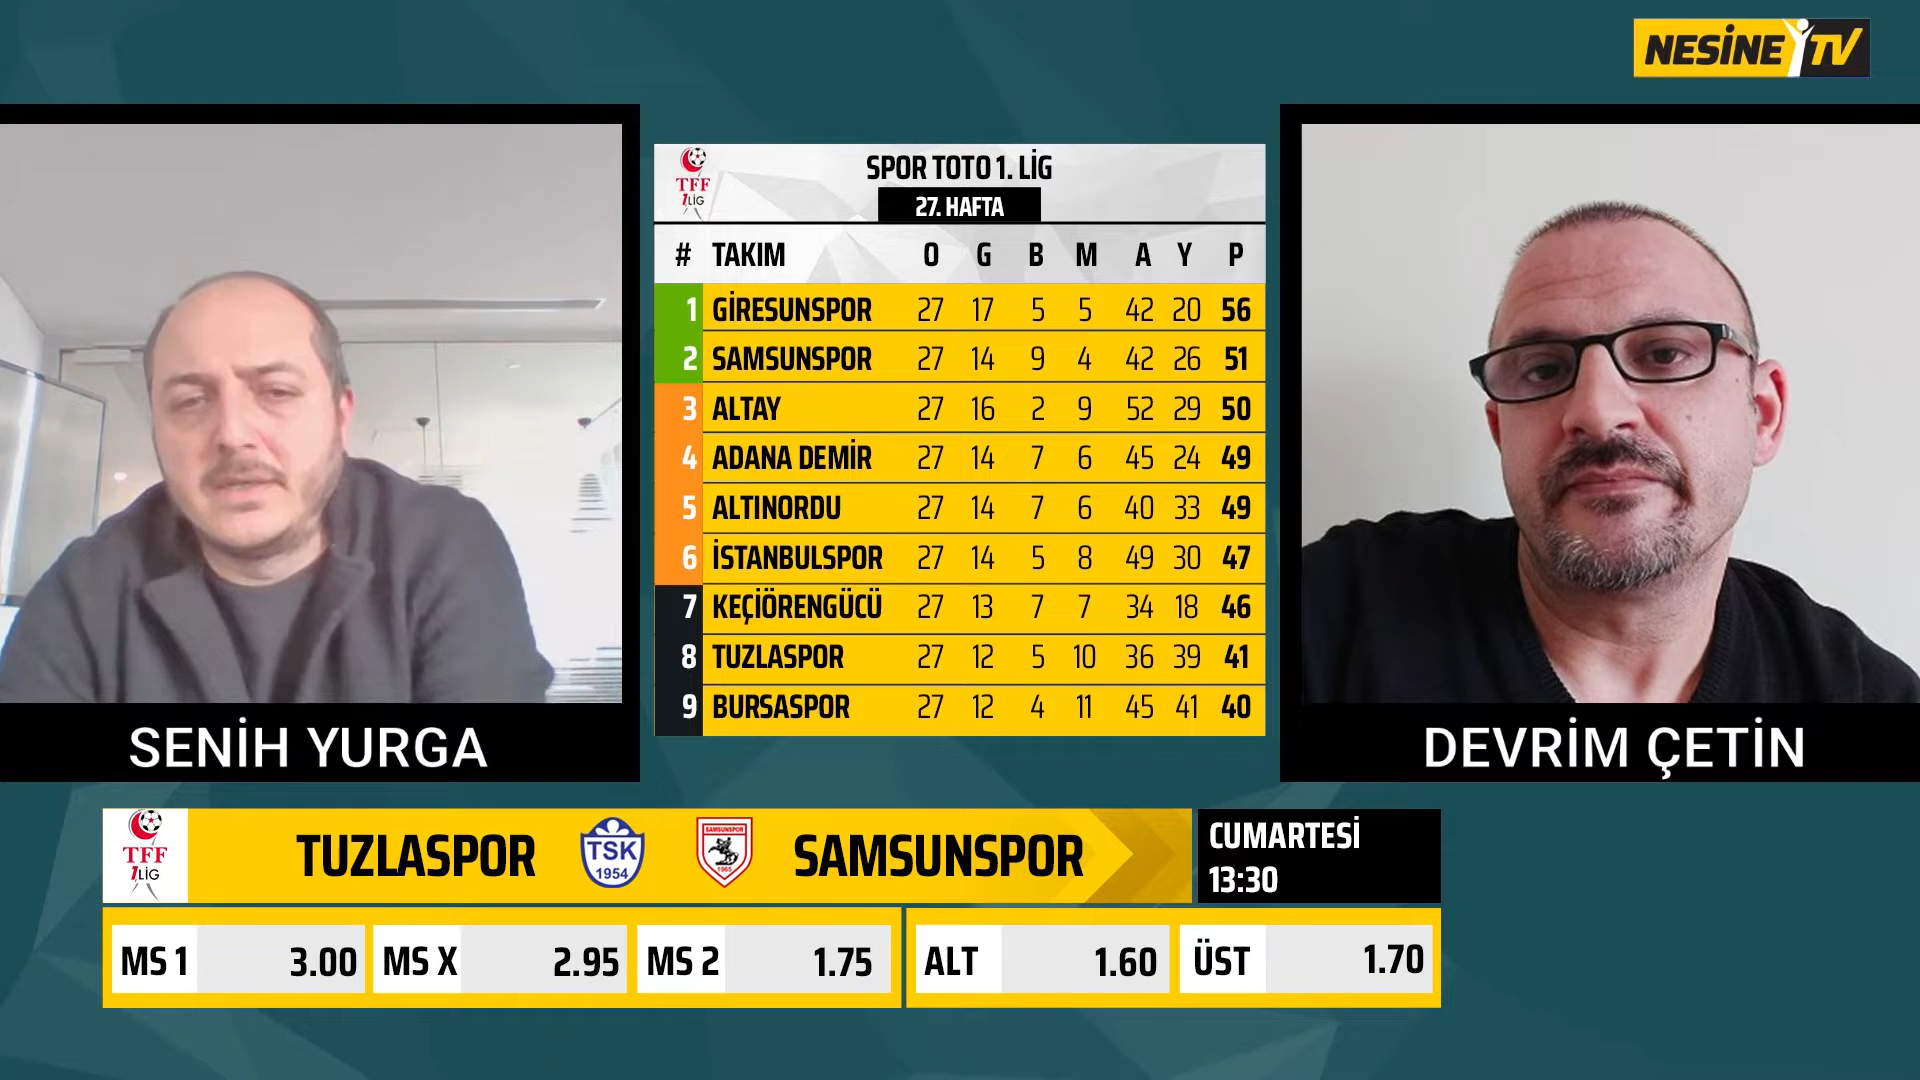 NESİNE TV
SPOR TOTO 1. LİG
TFF
1.LİG
27. HAFTA
# TAKIM O G B M A Y P
1 GİRESUNSPOR 27 17 5 5 42 20 56
2 SAMSUNSPOR 27 14 9 4 42 26 51
3 ALTAY 27 16 2 9 52 29 50
4 ADANA DEMİR 27 14 7 6 45 24 49
5 ALTINORDU 27 14 7 6 40 33 49
6 İSTANBULSPOR 27 14 5 8 49 30 47
7 KEÇİÖRENGÜCÜ 27 13 7 7 34 18 46
8 TUZLASPOR 27 12 5 10 36 39 41
9 BURSASPOR 27 12 4 11 45 41 40
SENİH YURGA
DEVRİM ÇETİN
TFF
1.LİG
TUZLASPOR
TSK
1954
SAMSUNSPOR
1965
SAMSUNSPOR
CUMARTESİ
13:30
MS 1 3.00 MS X 2.95 MS 2 1.75 ALT 1.60 ÜST 1.70